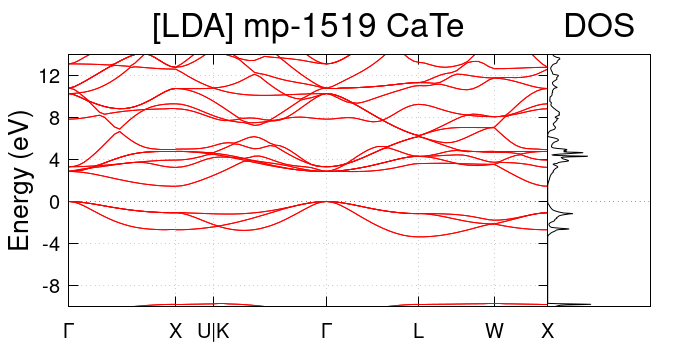 [LDA] mp-1519 CaTe
DOS
Energy (eV)
12
8
4
0
-4
-8
Γ X U|K Γ L W X